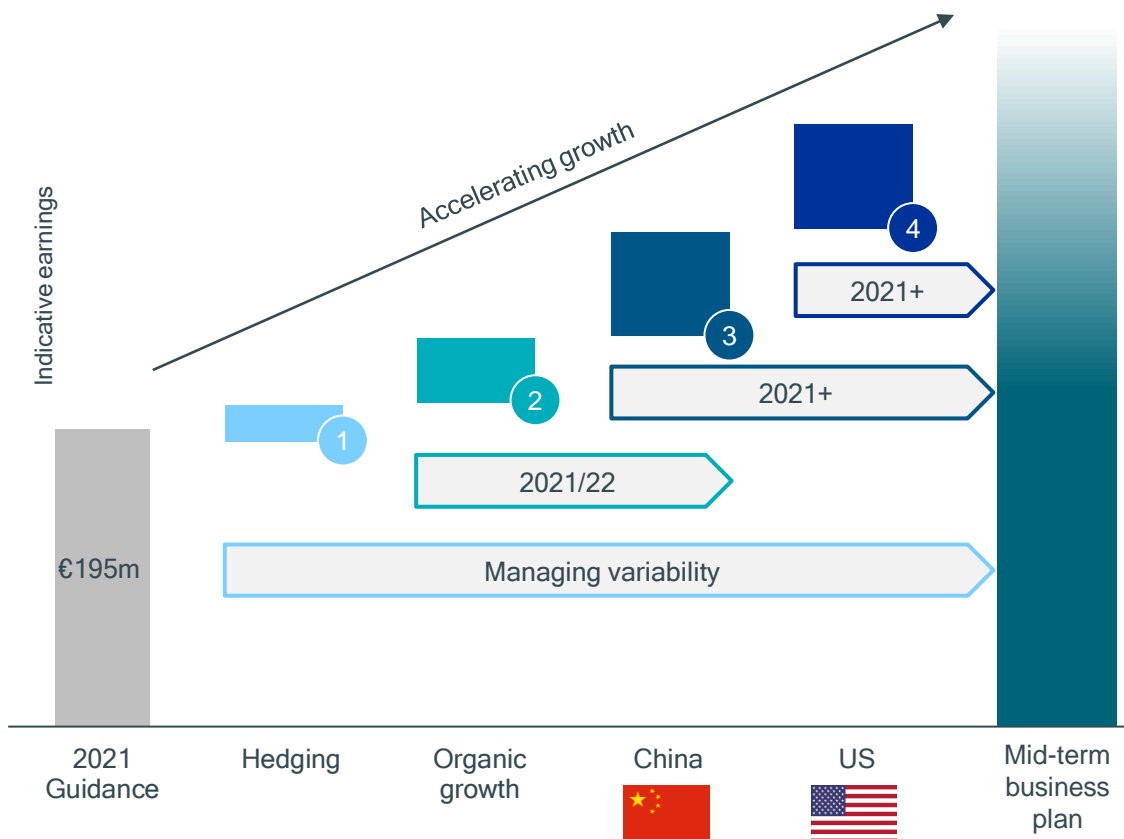 Indicative earnings
Accelerating growth
4
2021+
3
2021+
2
1
2021/22
€195m
Managing variability
2021
Guidance
Hedging
Organic
growth
China
US
Mid-term
business
plan